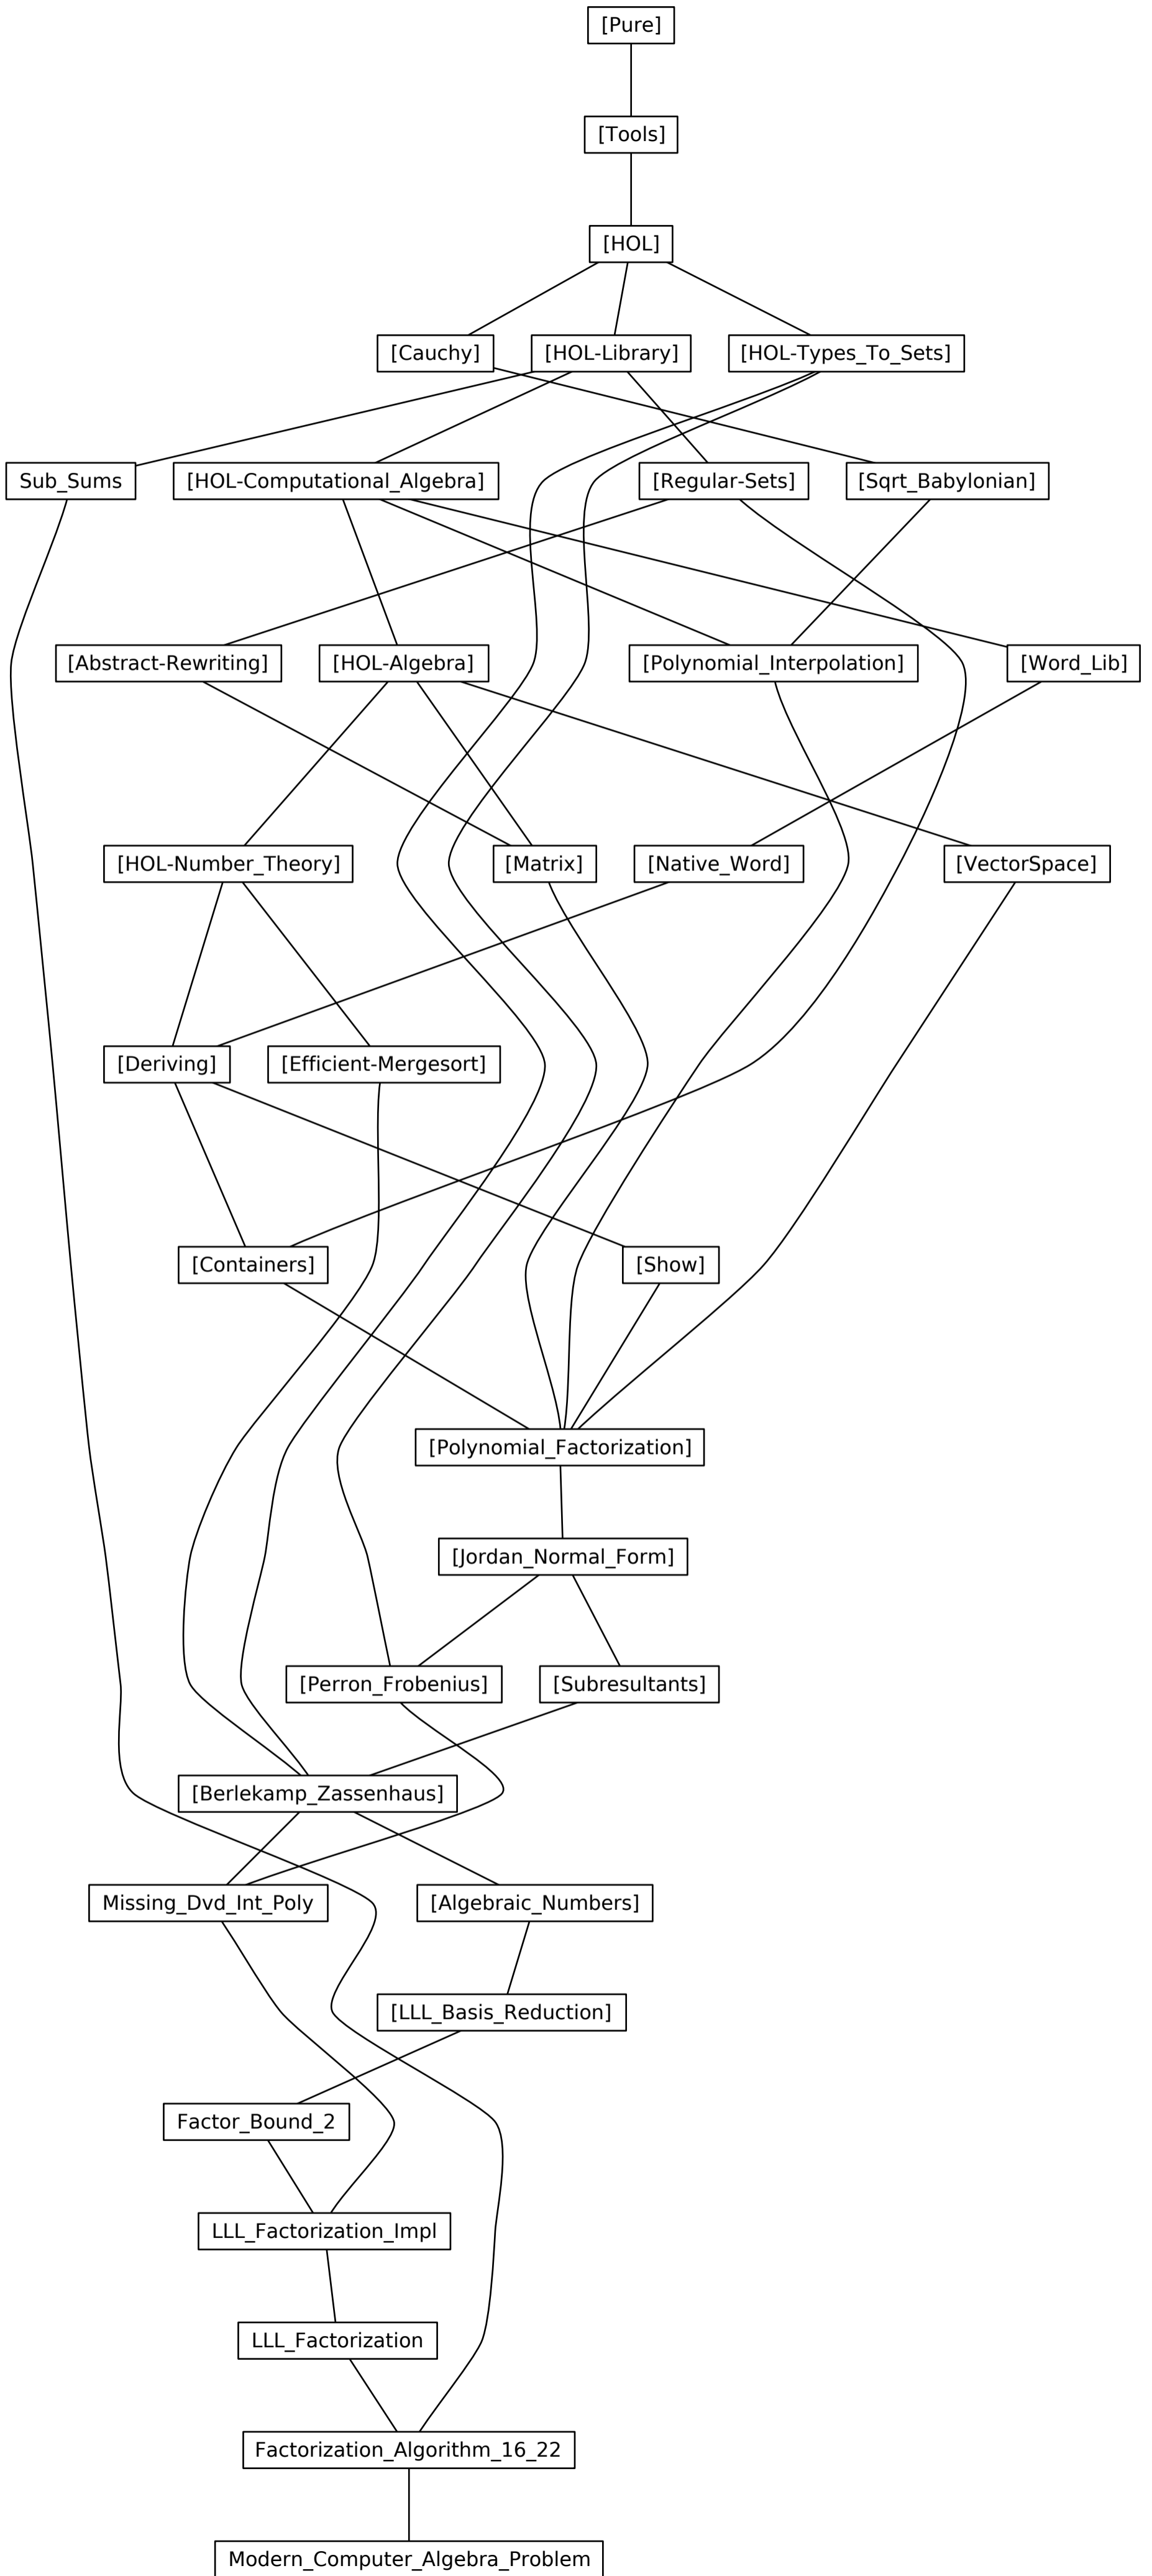 [Pure]
[Tools]
[HOL]
[Cauchy]
[HOL-Library]
[HOL-Types_To_Sets]
Sub_Sums
[HOL-Computational_Algebra]
[Regular-Sets]
[Sqrt_Babylonian]
[Abstract-Rewriting]
[HOL-Algebra]
[Polynomial_Interpolation]
[Word_Lib]
[HOL-Number_Theory]
[Matrix]
[Native_Word]
[VectorSpace]
[Deriving]
[Efficient-Mergesort]
[Containers]
[Show]
[Polynomial_Factorization]
[Jordan_Normal_Form]
[Perron_Frobenius]
[Subresultants]
[Berlekamp_Zassenhaus]
Missing_Dvd_Int_Poly
[Algebraic_Numbers]
[LLL_Basis_Reduction]
Factor_Bound_2
LLL_Factorization_Impl
LLL_Factorization
Factorization_Algorithm_16_22
Modern_Computer_Algebra_Problem